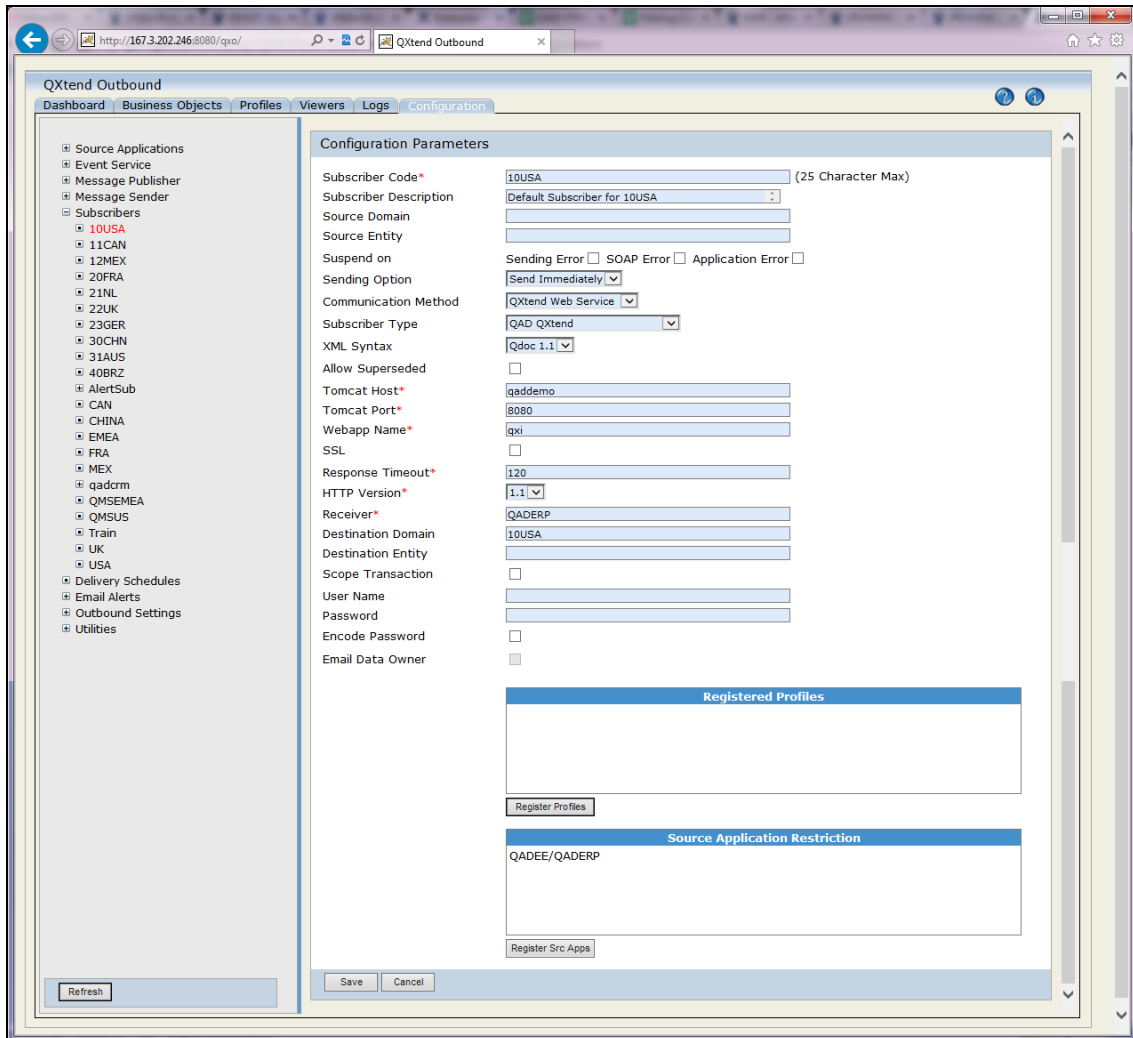 http://167.3.202.246:8080/qxo/
QXtend Outbound
QXtend Outbound
Dashboard Business Objects Profiles Viewers Logs Configuration
Source Applications
Event Service
Message Publisher
Message Sender
Subscribers
10USA
11CAN
12MEX
20FRA
21NL
22UK
23GER
30CHN
31AUS
40BRZ
AlertSub
CAN
CHINA
EMEA
FRA
MEX
qadcrm
QMSEMEA
QMSUS
Train
UK
USA
Delivery Schedules
Email Alerts
Outbound Settings
Utilities
Refresh
Configuration Parameters
Subscriber Code* 10USA (25 Character Max)
Subscriber Description Default Subscriber for 10USA
Source Domain
Source Entity
Suspend on Sending Error SOAP Error Application Error
Sending Option Send Immediately
Communication Method QXtend Web Service
Subscriber Type QAD QXtend
XML Syntax Qdoc 1.1
Allow Superseded
Tomcat Host* qaddemo
Tomcat Port* 8080
Webapp Name* qxi
SSL
Response Timeout* 120
HTTP Version* 1.1
Receiver* QADERP
Destination Domain 10USA
Destination Entity
Scope Transaction
User Name
Password
Encode Password
Email Data Owner
Registered Profiles
Register Profiles
Source Application Restriction
QADEE/QADERP
Register Src Apps
Save Cancel